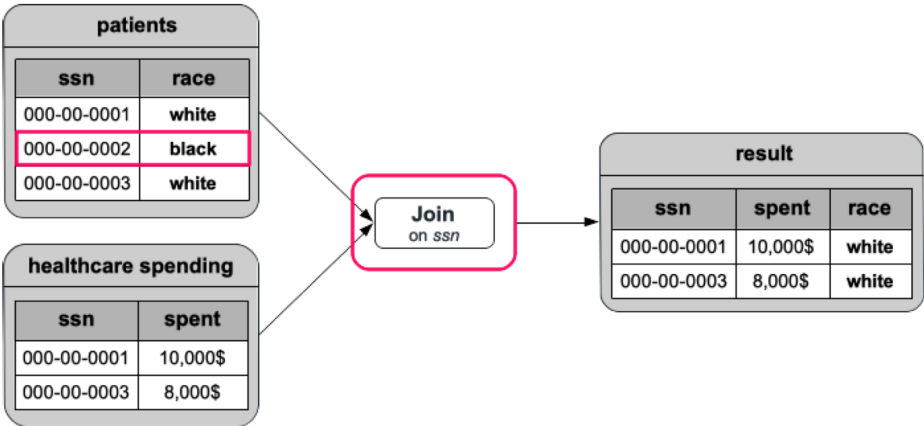 patients
ssn race
000-00-0001 white
000-00-0002 black
000-00-0003 white
healthcare spending
ssn spent
000-00-0001 10,000$
000-00-0003 8,000$
Join
on ssn
result
ssn spent race
000-00-0001 10,000$ white
000-00-0003 8,000$ white